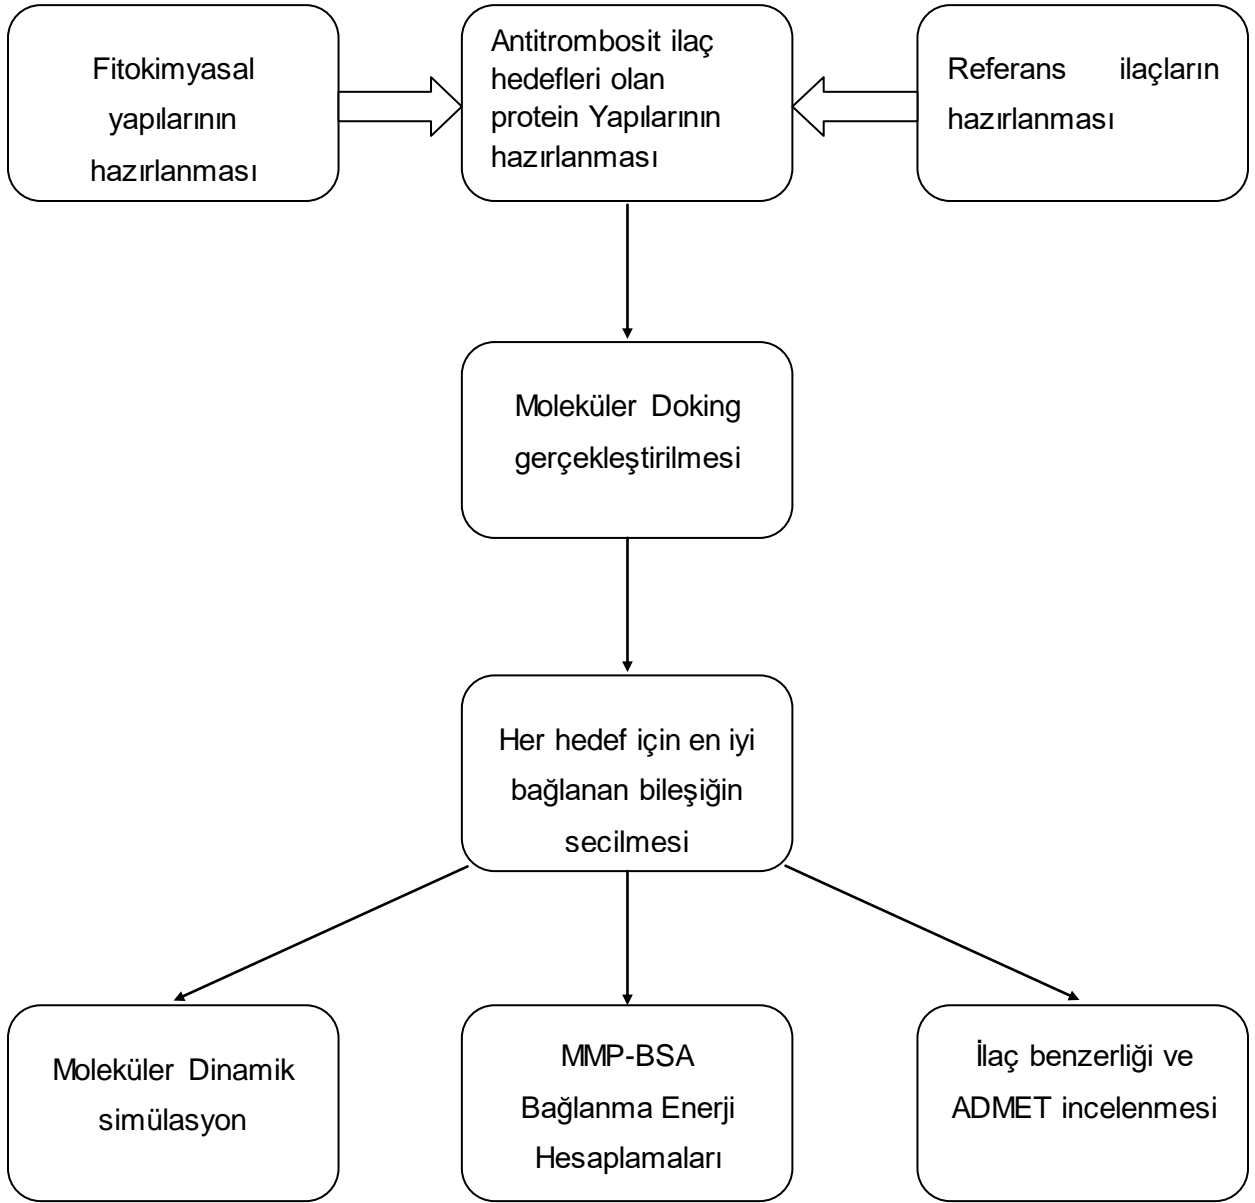 Fitokimyasal
yapılarının
hazırlanması
Antitrombosit ilaç
hedefleri olan
protein Yapılarının
hazırlanması
Referans ilaçların
hazırlanması
Moleküler Doking
gerçekleştirilmesi
Her hedef için en iyi
bağlanan bileşiğin
secilmesi
Moleküler Dinamik
simülasyon
MMP-BSA
Bağlanma Enerji
Hesaplamaları
İlaç benzerliği ve
ADMET incelenmesi